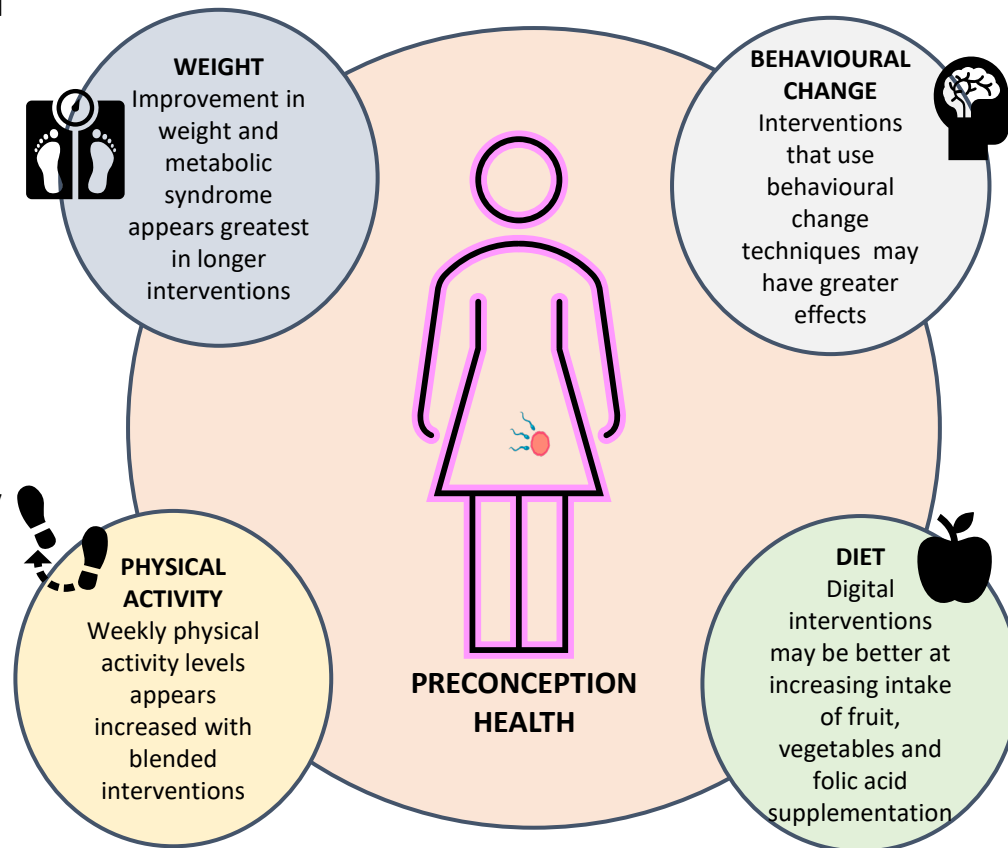 WEIGHT
Improvement in
weight and
metabolic
syndrome
appears greatest
in longer
interventions
BEHAVIOURAL
CHANGE
Interventions
that use
behavioural
change
techniques may
have greater
effects
PHYSICAL
ACTIVITY
Weekly physical
activity levels
appears
increased with
blended
interventions
DIET
Digital
interventions
may be better at
increasing intake
of fruit,
vegetables and
folic acid
supplementation
PRECONCEPTION
HEALTH